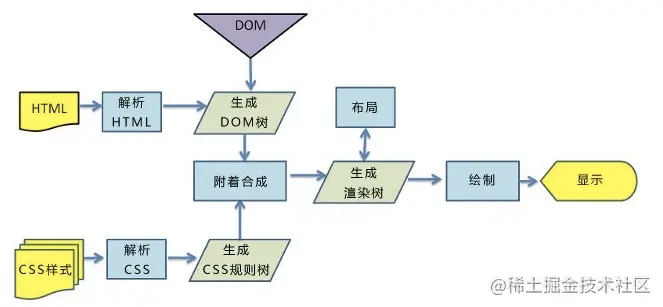 DOM
HTML
解析
HTML
生成
DOM树
布局
附着合成
生成
渲染树
绘制
显示
CSS样式
解析
CSS
生成
CSS规则树
@稀土掘金技术社区